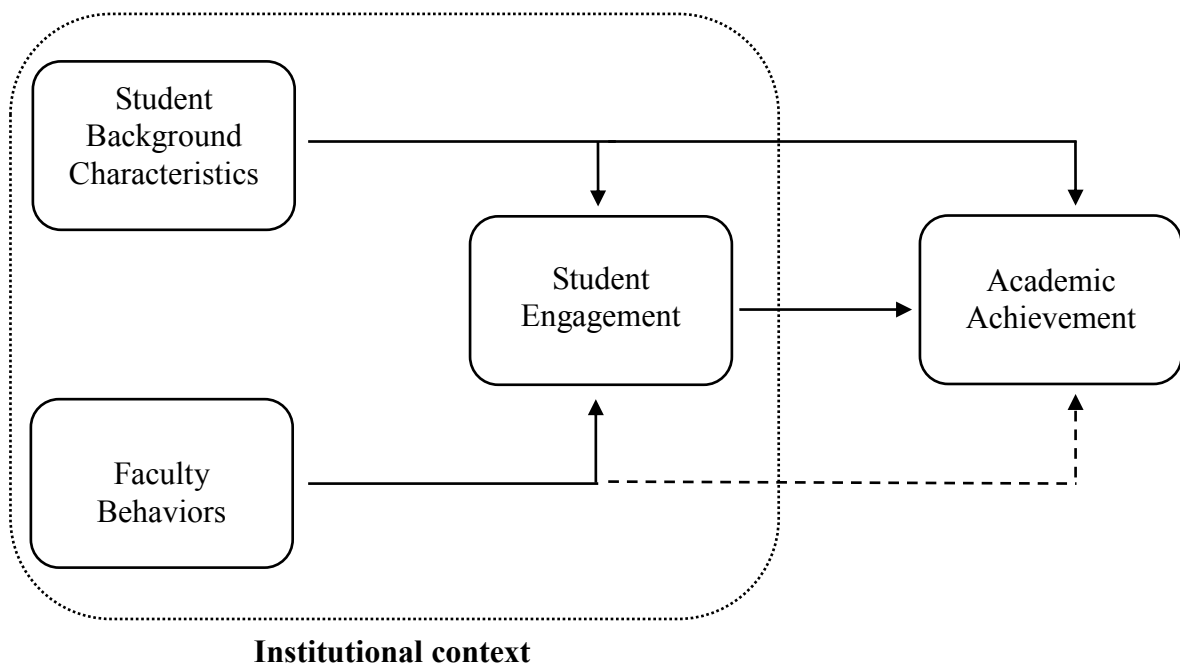 Student
Background
Characteristics
Student
Engagement
Academic
Achievement
Faculty
Behaviors
Institutional context